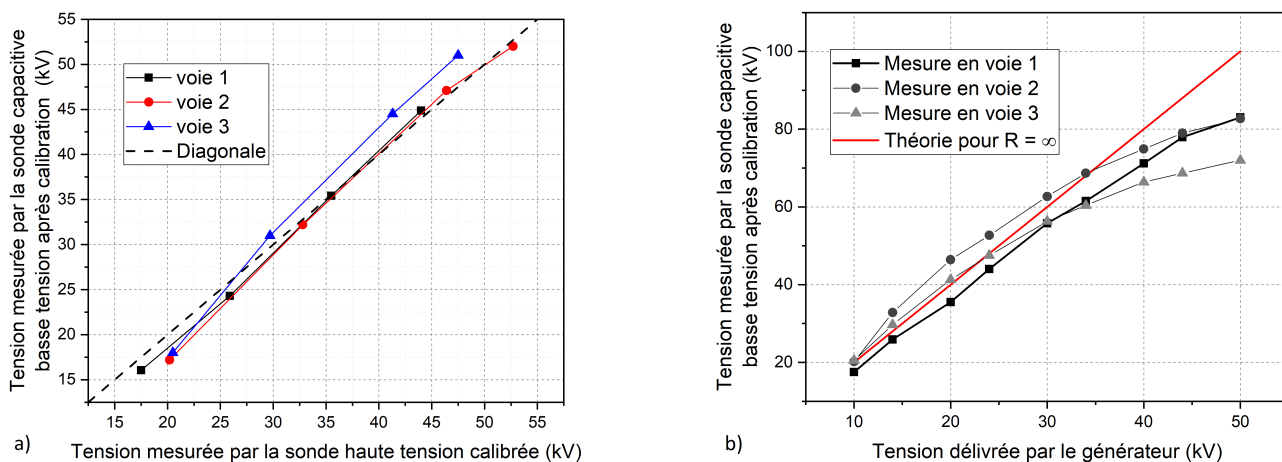 Tension mesurée par la sonde capacitive
basse tension après calibration (kV)
55
50
45
40
35
30
25
20
15
voie 1
voie 2
voie 3
Diagonale
15 20 25 30 35 40 45 50 55
a)
Tension mesurée par la sonde haute tension calibrée (kV)
Tension mesurée par la sonde capacitive
basse tension après calibration (kV)
100
80
60
40
20
Mesure en voie 1
Mesure en voie 2
Mesure en voie 3
Théorie pour R = ∞
10 20 30 40 50
b)
Tension délivrée par le générateur (kV)